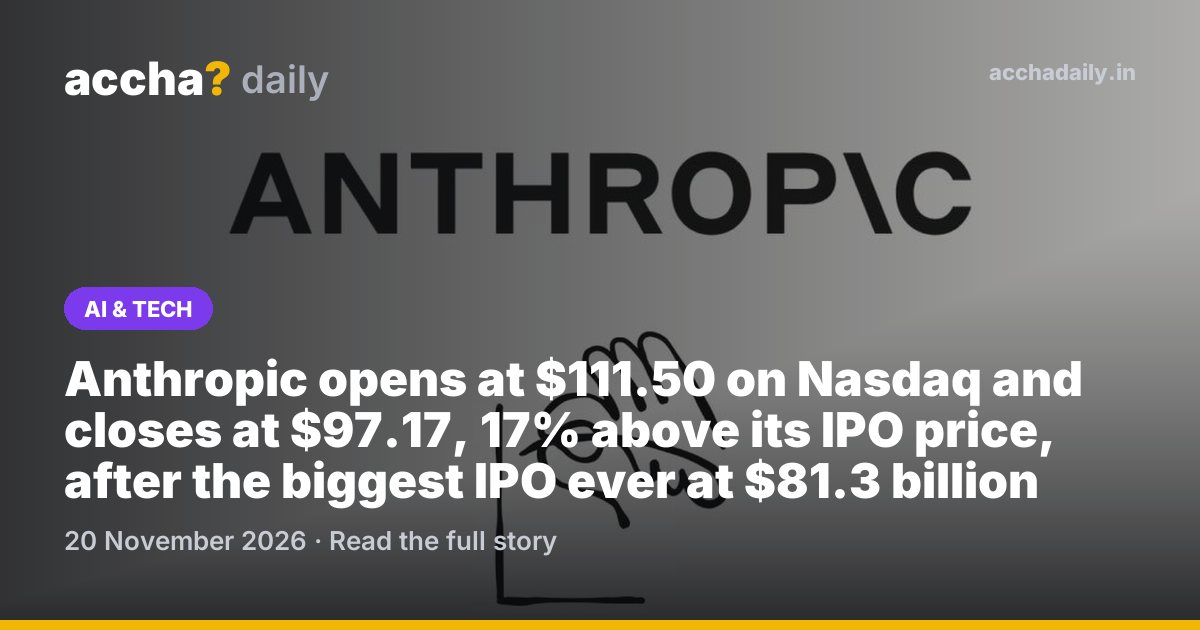 accha? daily
acchadaily.in
ANTHROP\C
AI & TECH
Anthropic opens at $111.50 on Nasdaq and
closes at $97.17, 17% above its IPO price,
after the biggest IPO ever at $81.3 billion
20 November 2026 · Read the full story